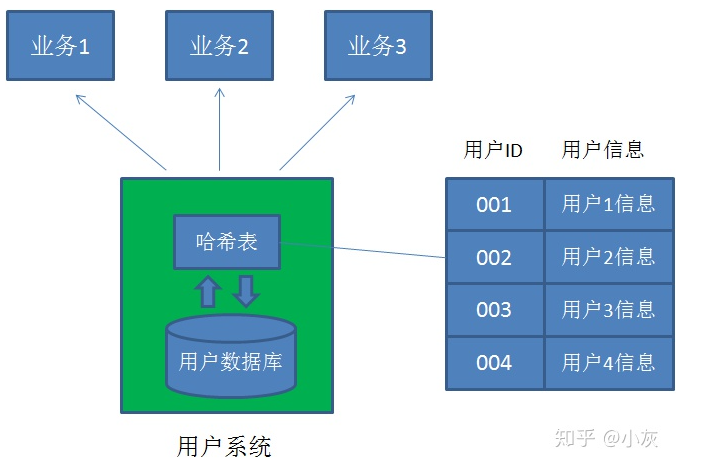 业务1 业务2 业务3
用户ID 用户信息
001 用户1信息
002 用户2信息
003 用户3信息
004 用户4信息
哈希表
用户数据库
用户系统
知乎 @小灰